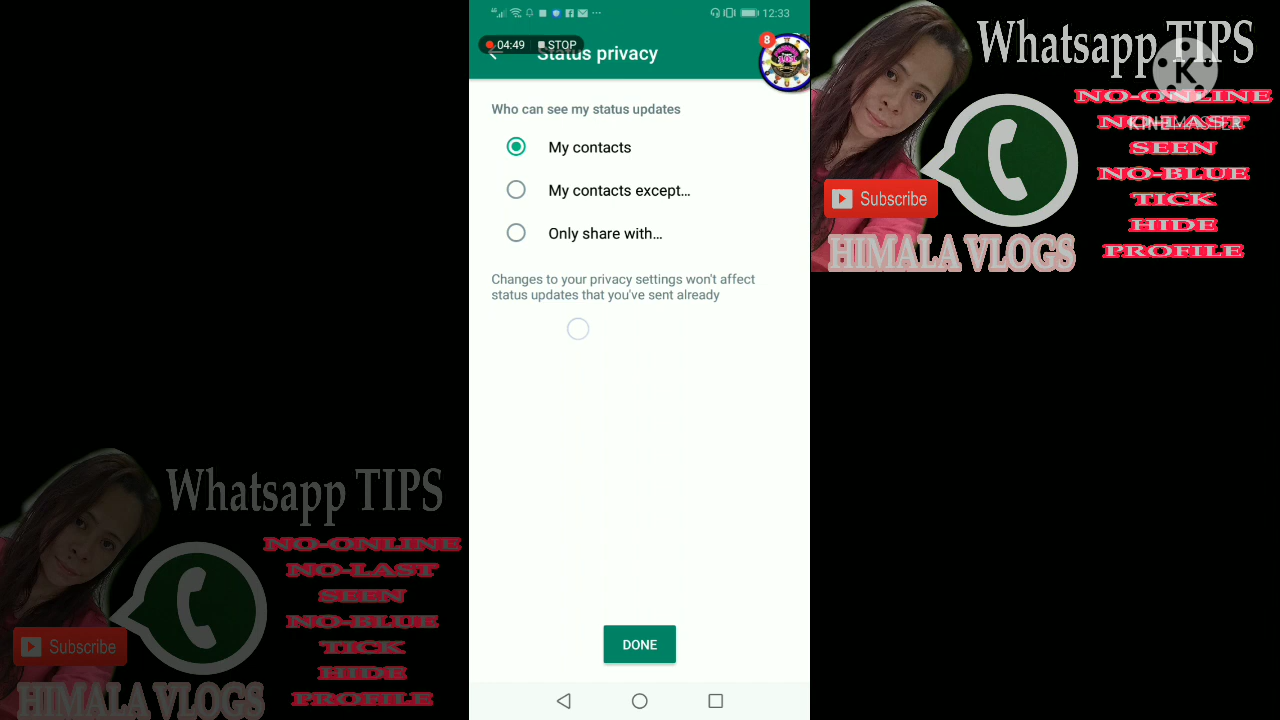 12:33
04:49
STOP
8
Status privacy
Who can see my status updates
My contacts
My contacts except...
Only share with...
Changes to your privacy settings won't affect
status updates that you've sent already
DONE
Whatsapp TIPS
NO-ONLINE
NO-LAST
SEEN
NO-BLUE
TICK
HIDE
PROFILE
Subscribe
HIMALA VLOGS
K
KINEMASTER
Whatsapp TIPS
NO-ONLINE
NO-LAST
SEEN
NO-BLUE
TICK
HIDE
PROFILE
Subscribe
HIMALA VLOGS